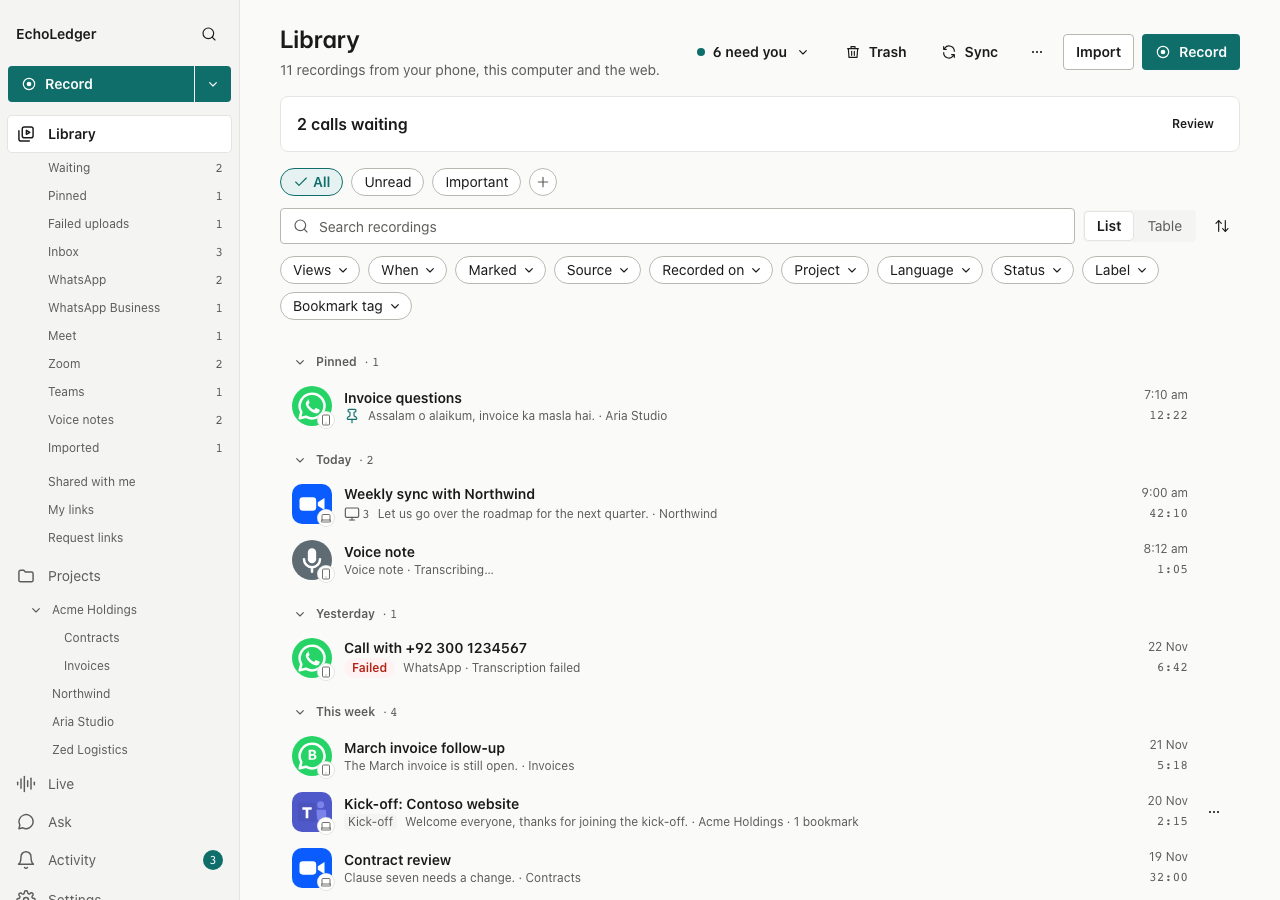 EchoLedger
Record
Library
Waiting 2
Pinned 1
Failed uploads 1
Inbox 3
WhatsApp 2
WhatsApp Business 1
Meet 1
Zoom 2
Teams 1
Voice notes 2
Imported 1
Shared with me
My links
Request links
Projects
Acme Holdings
Contracts
Invoices
Northwind
Aria Studio
Zed Logistics
Live
Ask
Activity 3
Settings
Library
11 recordings from your phone, this computer and the web.
6 need you
Trash
Sync
Import
Record
2 calls waiting
Review
All
Unread
Important
Search recordings
List
Table
Views
When
Marked
Source
Recorded on
Project
Language
Status
Label
Bookmark tag
Pinned · 1
Invoice questions 7:10 am
Assalam o alaikum, invoice ka masla hai. · Aria Studio 12:22
Today · 2
Weekly sync with Northwind 9:00 am
3 Let us go over the roadmap for the next quarter. · Northwind 42:10
Voice note 8:12 am
Voice note · Transcribing… 1:05
Yesterday · 1
Call with +92 300 1234567 22 Nov
Failed WhatsApp · Transcription failed 6:42
This week · 4
B
March invoice follow-up 21 Nov
The March invoice is still open. · Invoices 5:18
T
Kick-off: Contoso website 20 Nov
Kick-off Welcome everyone, thanks for joining the kick-off. · Acme Holdings · 1 bookmark 2:15
Contract review 19 Nov
Clause seven needs a change. · Contracts 32:00